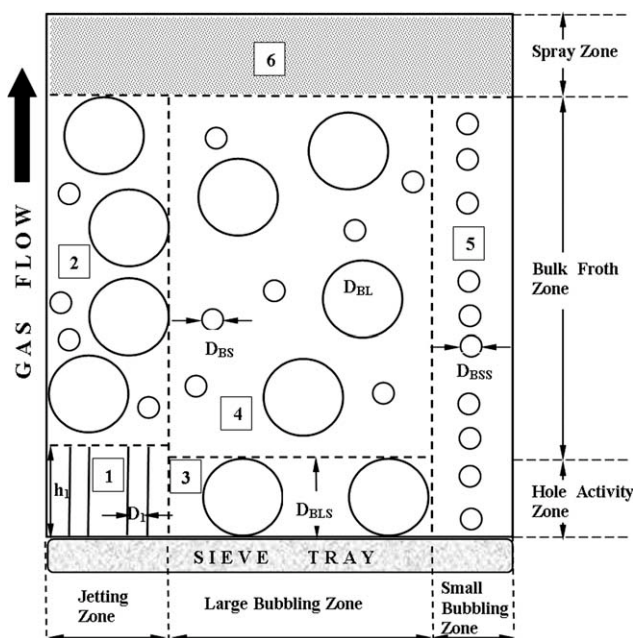 6
Spray Zone
GAS FLOW
2
5
D_BL
Bulk Froth
Zone
D_BS
D_BSS
4
h_1
1
3
D_1
D_BLS
Hole Activity
Zone
SIEVE TRAY
Jetting
Zone
Large Bubbling Zone
Small
Bubbling
Zone